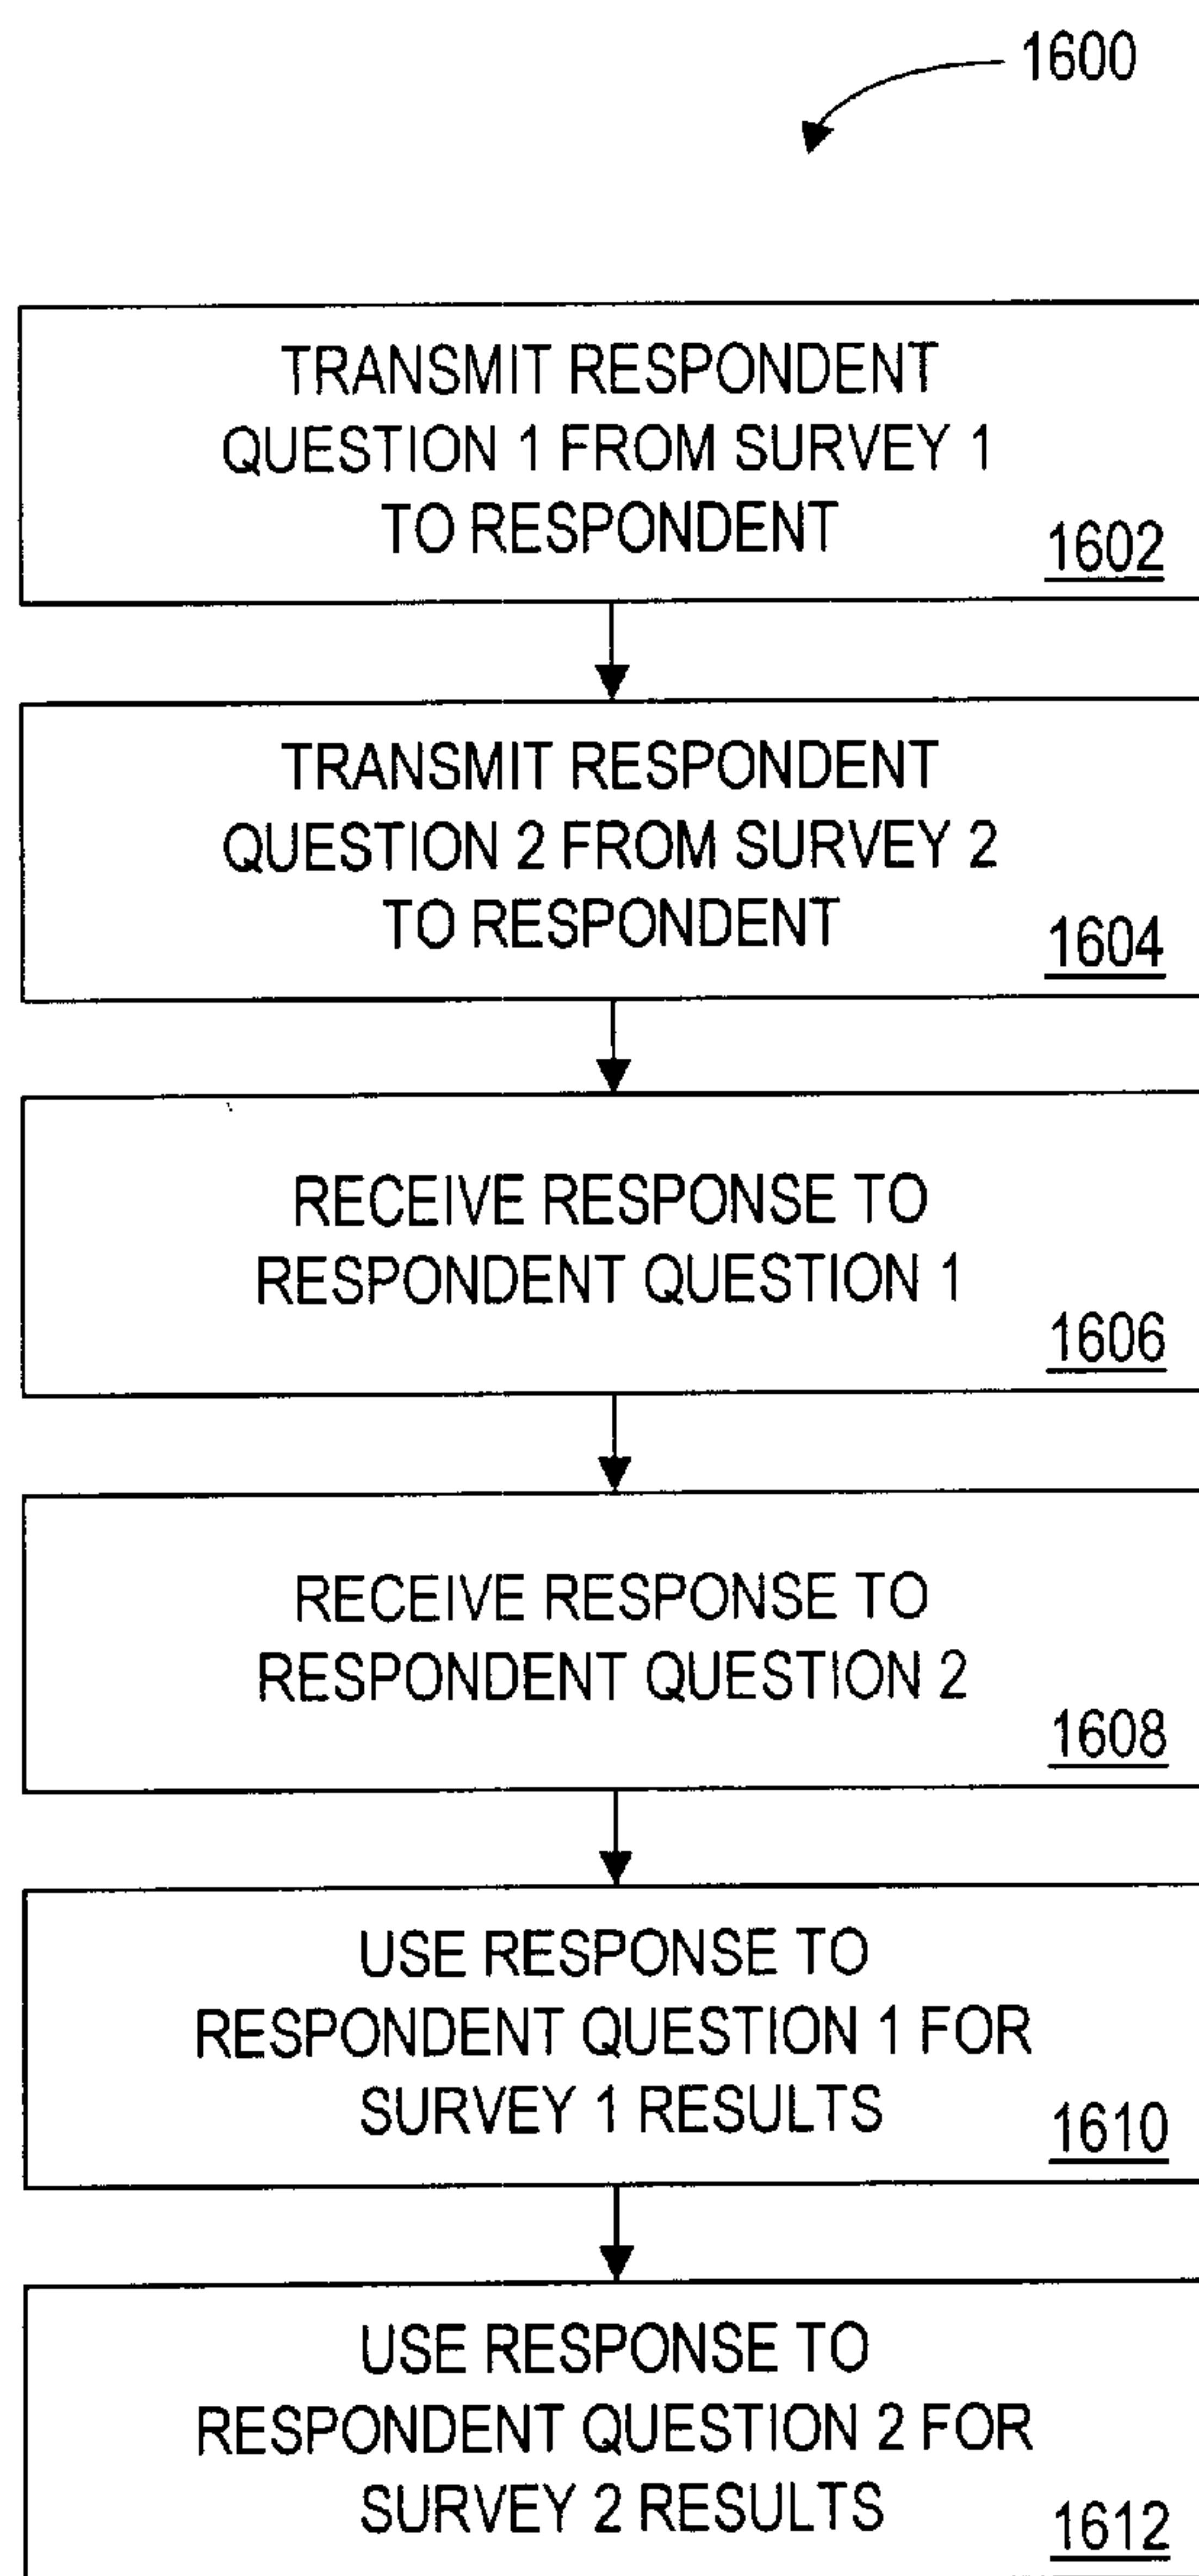 1600
TRANSMIT RESPONDENT
QUESTION 1 FROM SURVEY 1
TO RESPONDENT
1602
TRANSMIT RESPONDENT
QUESTION 2 FROM SURVEY 2
TO RESPONDENT
1604
RECEIVE RESPONSE TO
RESPONDENT QUESTION 1
1606
RECEIVE RESPONSE TO
RESPONDENT QUESTION 2
1608
USE RESPONSE TO
RESPONDENT QUESTION 1 FOR
SURVEY 1 RESULTS
1610
USE RESPONSE TO
RESPONDENT QUESTION 2 FOR
SURVEY 2 RESULTS
1612